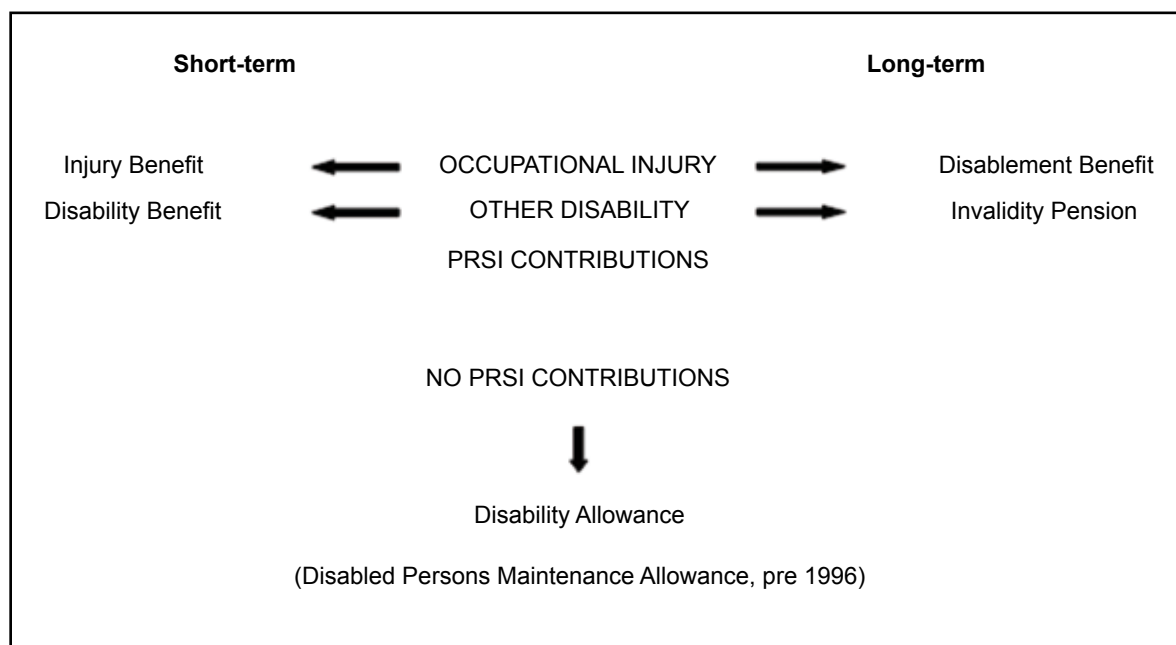 Short-term Long-term
Injury Benefit OCCUPATIONAL INJURY Disablement Benefit
Disability Benefit OTHER DISABILITY Invalidity Pension
PRSI CONTRIBUTIONS
NO PRSI CONTRIBUTIONS
Disability Allowance
(Disabled Persons Maintenance Allowance, pre 1996)